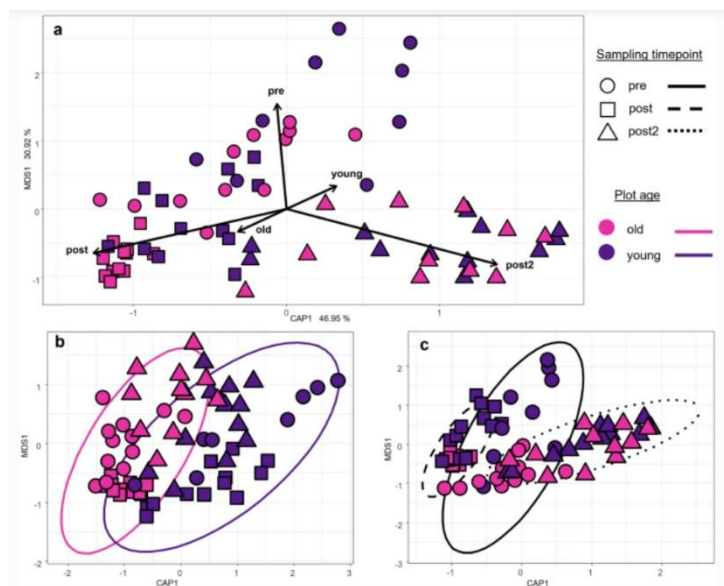 a
2
1
0
-1
MDS1 30.92 %
pre
young
old
post
post2
-1
0
1
CAP1 46.95 %
Sampling timepoint
pre
post
post2
Plot age
old
young
b
1
0
-1
-2
MDS1
-2
-1
0
1
2
3
CAP1
c
3
2
1
0
-1
-2
-3
MDS1
-1
0
1
2
3
CAP1